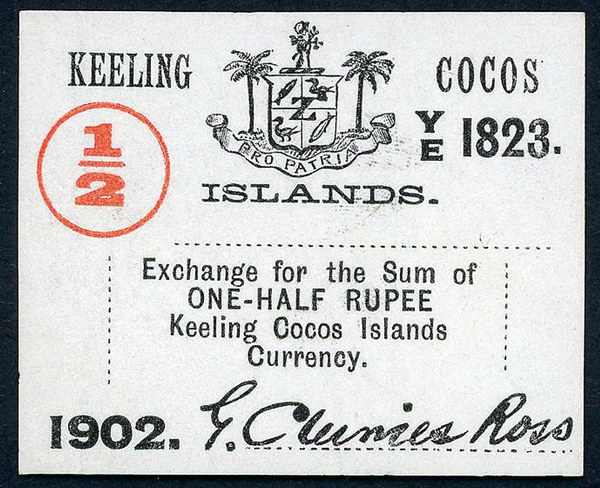 KEELING COCOS
1/2
Z
PRO PATRIA
YE 1823.
ISLANDS.
Exchange for the Sum of
ONE-HALF RUPEE
Keeling Cocos Islands
Currency.
1902. G. Clunies Ross